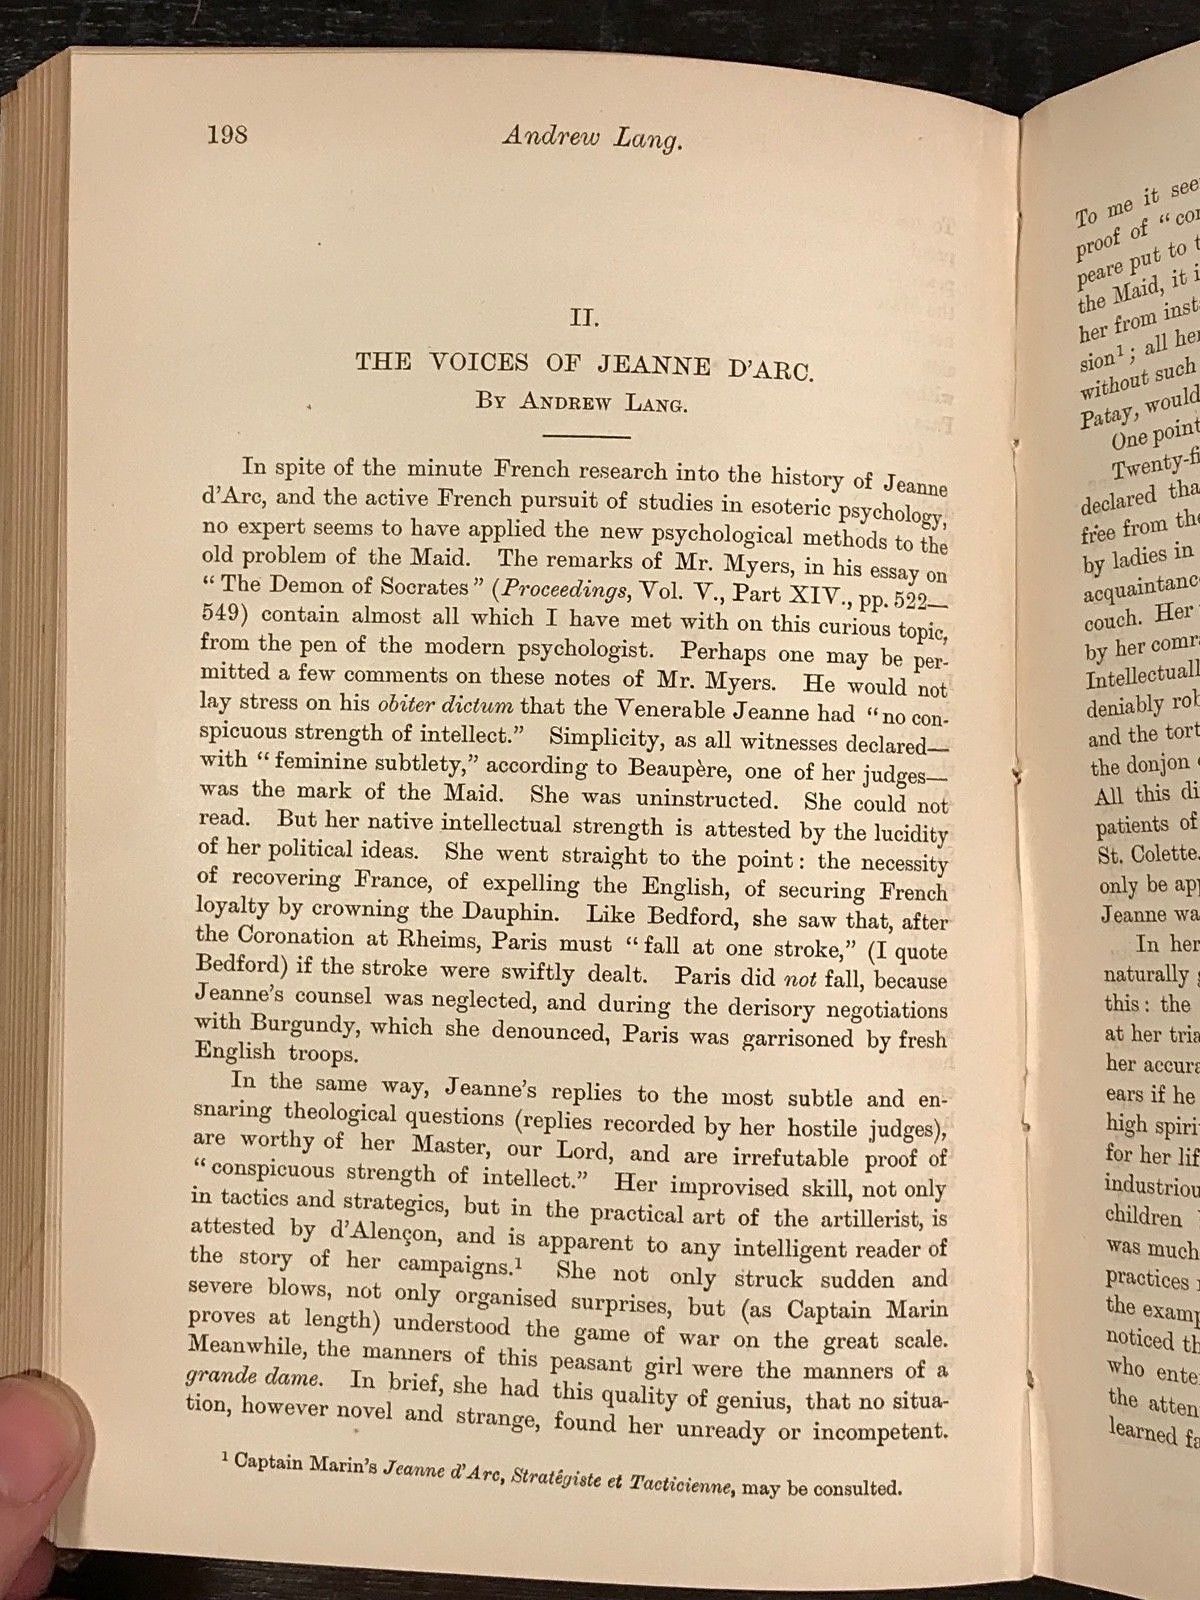 198 Andrew Lang.
II.
THE VOICES OF JEANNE D'ARC.
BY ANDREW LANG.
In spite of the minute French research into the history of Jeanne
d'Arc, and the active French pursuit of studies in esoteric psychology,
no expert seems to have applied the new psychological methods to the
old problem of the Maid. The remarks of Mr. Myers, in his essay on
"The Demon of Socrates" (Proceedings, Vol. V., Part XIV., pp. 522—
549) contain almost all which I have met with on this curious topic,
from the pen of the modern psychologist. Perhaps one may be per-
mitted a few comments on these notes of Mr. Myers. He would not
lay stress on his obiter dictum that the Venerable Jeanne had "no con-
spicuous strength of intellect." Simplicity, as all witnesses declared—
with "feminine subtlety," according to Beaupère, one of her judges—
was the mark of the Maid. She was uninstructed. She could not
read. But her native intellectual strength is attested by the lucidity
of her political ideas. She went straight to the point: the necessity
of recovering France, of expelling the English, of securing French
loyalty by crowning the Dauphin. Like Bedford, she saw that, after
the Coronation at Rheims, Paris must "fall at one stroke," (I quote
Bedford) if the stroke were swiftly dealt. Paris did not fall, because
Jeanne's counsel was neglected, and during the derisory negotiations
with Burgundy, which she denounced, Paris was garrisoned by fresh
English troops.
In the same way, Jeanne's replies to the most subtle and en-
snaring theological questions (replies recorded by her hostile judges),
are worthy of her Master, our Lord, and are irrefutable proof of
"conspicuous strength of intellect." Her improvised skill, not only
in tactics and strategics, but in the practical art of the artillerist, is
attested by d'Alençon, and is apparent to any intelligent reader of
the story of her campaigns.¹ She not only struck sudden and
severe blows, not only organised surprises, but (as Captain Marin
proves at length) understood the game of war on the great scale.
Meanwhile, the manners of this peasant girl were the manners of a
grande dame. In brief, she had this quality of genius, that no situa-
tion, however novel and strange, found her unready or incompetent.
¹ Captain Marin's Jeanne d'Arc, Stratégiste et Tacticienne, may be consulted.
To me it
proof of "
peare put to
the Maid, it
her from
sion¹; all
without such
Patay, would
One point
declared
free from
by ladies in
couch. Her
by her
and the
the donjon
All this
patients of
St. Colette.
only be
Jeanne
In her
naturally
this: the
at her
her
ears if he
high
for her
children
was much
practices
the
noticed
who
the
learned